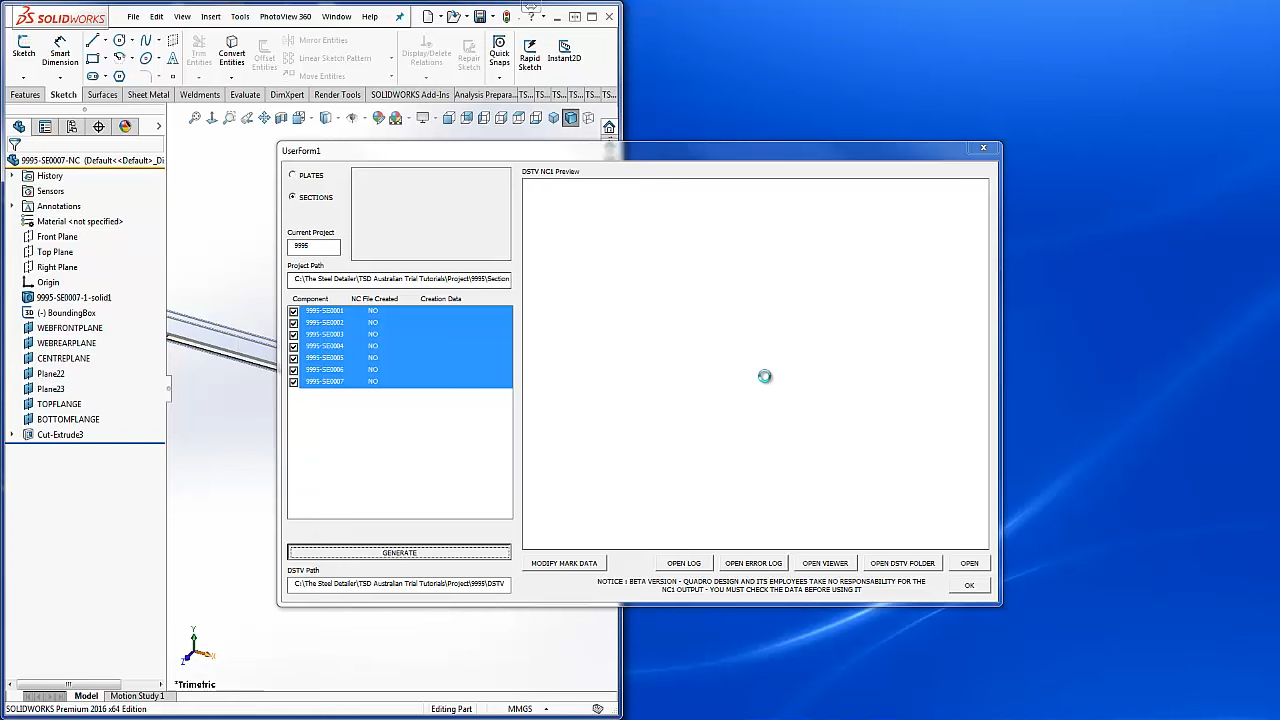 SOLIDWORKS File Edit View Insert Tools PhotoView 360 Window Help
Sketch Smart Dimension Trim Entities Convert Entities Offset Entities Mirror Entities Linear Sketch Pattern Move Entities Display/Delete Relations Repair Sketch Quick Snaps Rapid Sketch Instant2D
Features Sketch Surfaces Sheet Metal Weldments Evaluate DimXpert Render Tools SOLIDWORKS Add-Ins Analysis Prepara... TS... TS... TS... TS...
9995-SE0007-NC (Default<<Default>_Di
History
Sensors
Annotations
Material <not specified>
Front Plane
Top Plane
Right Plane
Origin
9995-SE0007-1-solid1
(-) BoundingBox
WEBFRONTPLANE
WEBREARPLANE
CENTREPLANE
Plane22
Plane23
TOPFLANGE
BOTTOMFLANGE
Cut-Extrude3
UserForm1
PLATES
SECTIONS
Current Project
9995
Project Path
C:\The Steel Detailer\TSD Australian Trial Tutorials\Project\9995\Section
Component NC File Created Creation Data
9995-SE0001 NO
9995-SE0002 NO
9995-SE0003 NO
9995-SE0004 NO
9995-SE0005 NO
9995-SE0006 NO
9995-SE0007 NO
GENERATE
DSTV Path
C:\The Steel Detailer\TSD Australian Trial Tutorials\Project\9995\DSTV
DSTV NC1 Preview
MODIFY MARK DATA OPEN LOG OPEN ERROR LOG OPEN VIEWER OPEN DSTV FOLDER OPEN
NOTICE : BETA VERSION - QUADRO DESIGN AND ITS EMPLOYEES TAKE NO RESPONSABILITY FOR THE
NC1 OUTPUT - YOU MUST CHECK THE DATA BEFORE USING IT
OK
Y
Z X
*Trimetric
Model Motion Study 1
SOLIDWORKS Premium 2016 x64 Edition Editing Part MMGS